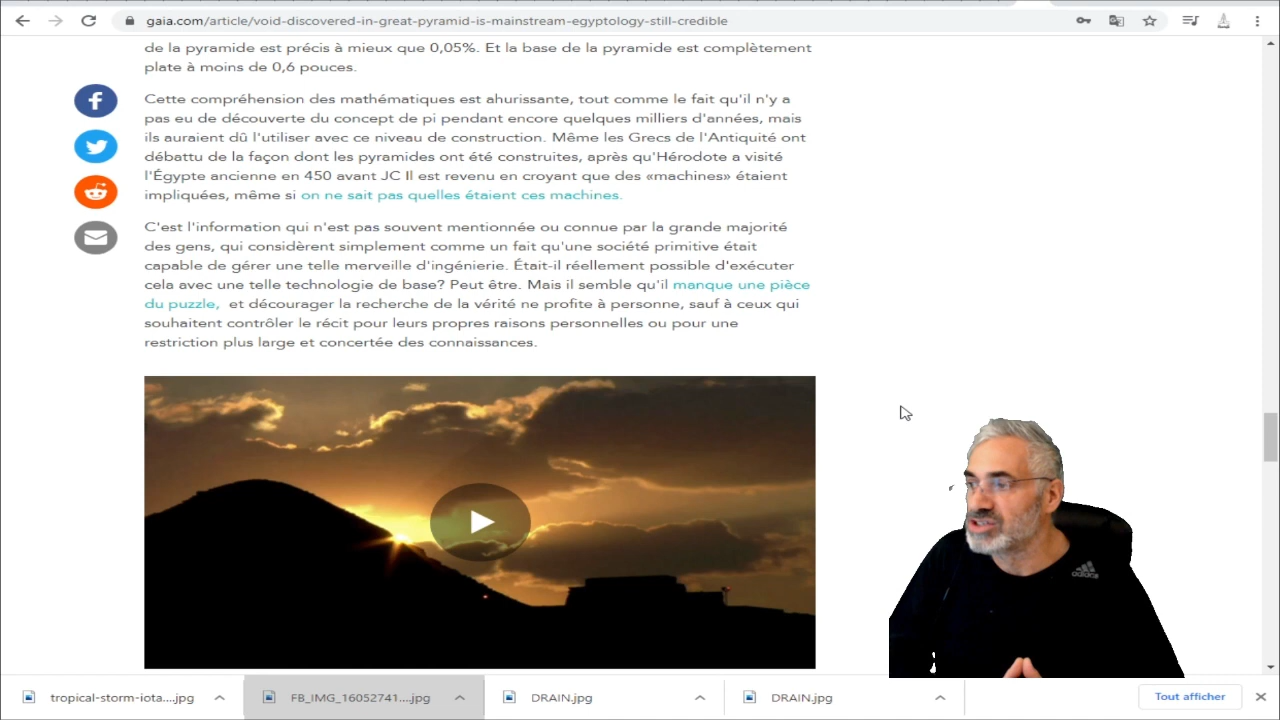 gaia.com/article/void-discovered-in-great-pyramid-is-mainstream-egyptology-still-credible
de la pyramide est précis à mieux que 0,05%. Et la base de la pyramide est complètement
plate à moins de 0,6 pouces.
Cette compréhension des mathématiques est ahurissante, tout comme le fait qu'il n'y a
pas eu de découverte du concept de pi pendant encore quelques milliers d'années, mais
ils auraient dû l'utiliser avec ce niveau de construction. Même les Grecs de l'Antiquité ont
débattu de la façon dont les pyramides ont été construites, après qu'Hérodote a visité
l'Égypte ancienne en 450 avant JC Il est revenu en croyant que des «machines» étaient
impliquées, même si on ne sait pas quelles étaient ces machines.
C'est l'information qui n'est pas souvent mentionnée ou connue par la grande majorité
des gens, qui considèrent simplement comme un fait qu'une société primitive était
capable de gérer une telle merveille d'ingénierie. Était-il réellement possible d'exécuter
cela avec une telle technologie de base? Peut être. Mais il semble qu'il manque une pièce
du puzzle, et décourager la recherche de la vérité ne profite à personne, sauf à ceux qui
souhaitent contrôler le récit pour leurs propres raisons personnelles ou pour une
restriction plus large et concertée des connaissances.
adidas
tropical-storm-iota....jpg
FB_IMG_16052741....jpg
DRAIN.jpg
DRAIN.jpg
Tout afficher